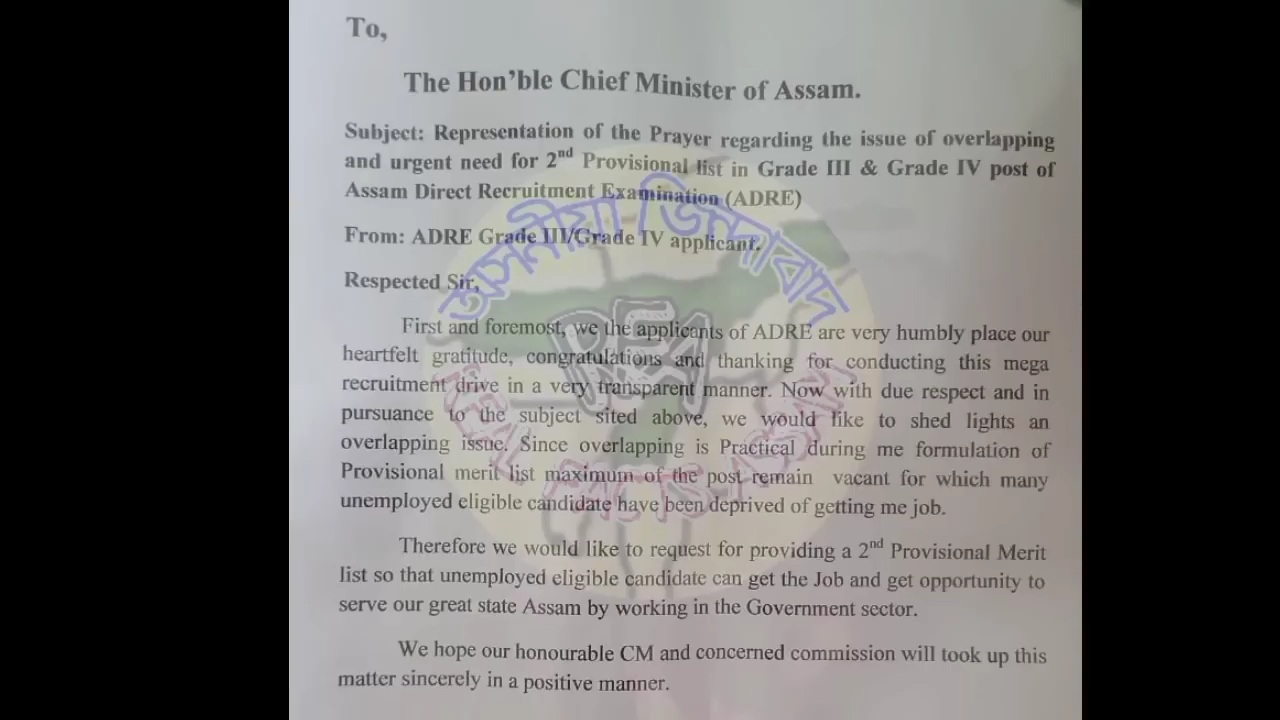 To,
The Hon'ble Chief Minister of Assam.
Subject: Representation of the Prayer regarding the issue of overlapping
and urgent need for 2nd Provisional list in Grade III & Grade IV post of
Assam Direct Recruitment Examination (ADRE)
From: ADRE Grade III/Grade IV applicant.
Respected Sir,
First and foremost, we the applicants of ADRE are very humbly place our
heartfelt gratitude, congratulations and thanking for conducting this mega
recruitment drive in a very transparent manner. Now with due respect and in
pursuance to the subject sited above, we would like to shed lights an
overlapping issue. Since overlapping is Practical during me formulation of
Provisional merit list maximum of the post remain vacant for which many
unemployed eligible candidate have been deprived of getting me job.
Therefore we would like to request for providing a 2nd Provisional Merit
list so that unemployed eligible candidate can get the Job and get opportunity to
serve our great state Assam by working in the Government sector.
We hope our honourable CM and concerned commission will took up this
matter sincerely in a positive manner.
অসমীয়া জিন্দাবাদ
RFA
REAL FACTS ASSAM